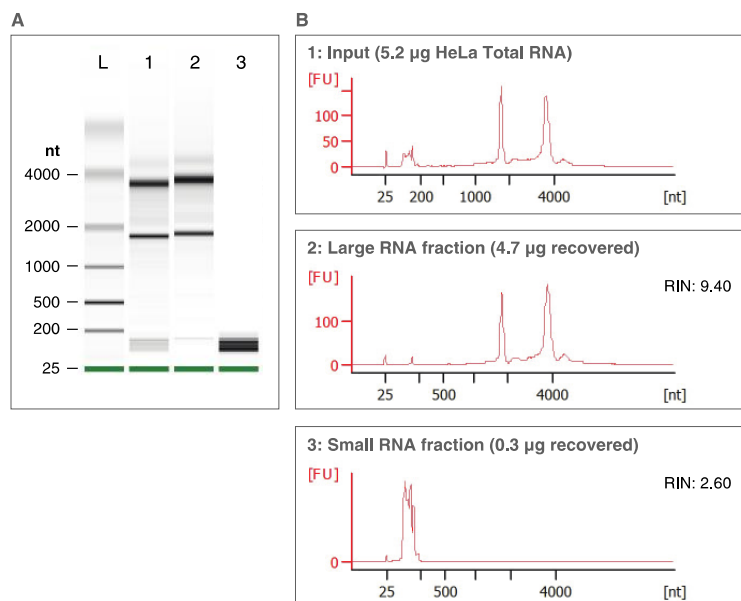 A
L 1 2 3
nt
4000
2000
1000
500
200
25
B
1: Input (5.2 µg HeLa Total RNA)
[FU]
100
50
0
25 200 1000 4000 [nt]
2: Large RNA fraction (4.7 µg recovered)
[FU]
RIN: 9.40
100
0
25 500 4000 [nt]
3: Small RNA fraction (0.3 µg recovered)
[FU]
RIN: 2.60
0
25 500 4000 [nt]